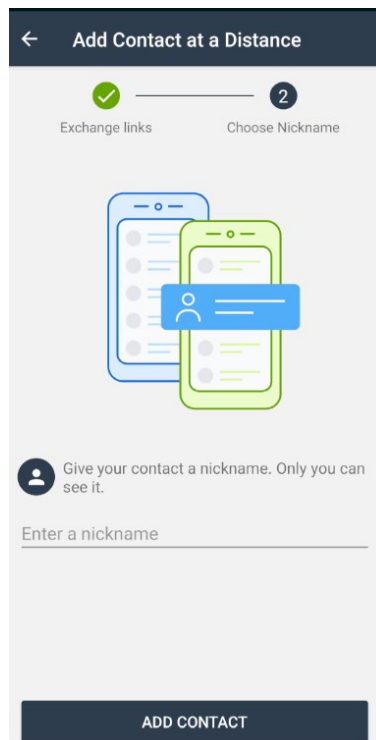 Add Contact at a Distance
2
Exchange links
Choose Nickname
Give your contact a nickname. Only you can
see it.
Enter a nickname
ADD CONTACT